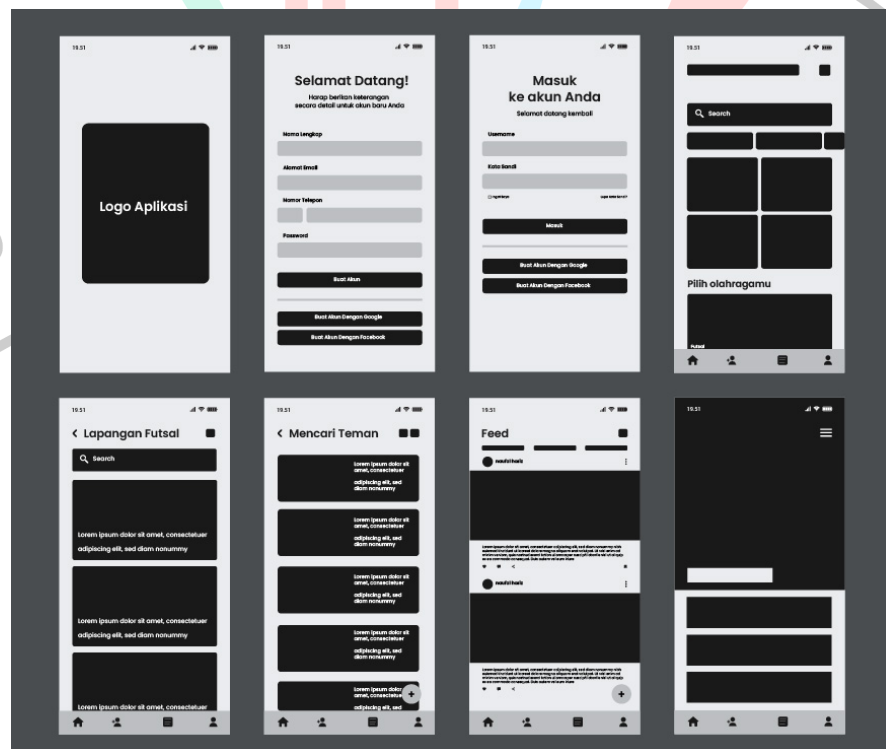 19.51
Logo Aplikasi
19.51
Selamat Datang!
Harap berikan keterangan
secara detail untuk akun baru Anda
Nama Lengkap
Alamat Email
Nomor Telepon
Password
Buat Akun
Buat Akun Dengan Google
Buat Akun Dengan Facebook
19.51
Masuk
ke akun Anda
Selamat datang kembali
Username
Kata Sandi
Masuk
Buat Akun Dengan Google
Buat Akun Dengan Facebook
19.51
Search
Pilih olahragamu
Futsal
19.51
Lapangan Futsal
Search
Lorem ipsum dolor sit amet, consectetuer
adipiscing elit, sed diam nonummy
Lorem ipsum dolor sit amet, consectetuer
adipiscing elit, sed diam nonummy
Lorem ipsum dolor sit amet, consectetuer
19.51
Mencari Teman
Lorem ipsum dolor sit
amet, consectetuer
adipiscing elit, sed
diam nonummy
Lorem ipsum dolor sit
amet, consectetuer
adipiscing elit, sed
diam nonummy
Lorem ipsum dolor sit
amet, consectetuer
adipiscing elit, sed
diam nonummy
Lorem ipsum dolor sit
amet, consectetuer
adipiscing elit, sed
diam nonummy
Lorem ipsum dolor sit
amet, consectetuer
adipiscing elit, sed
19.51
Feed
19.51